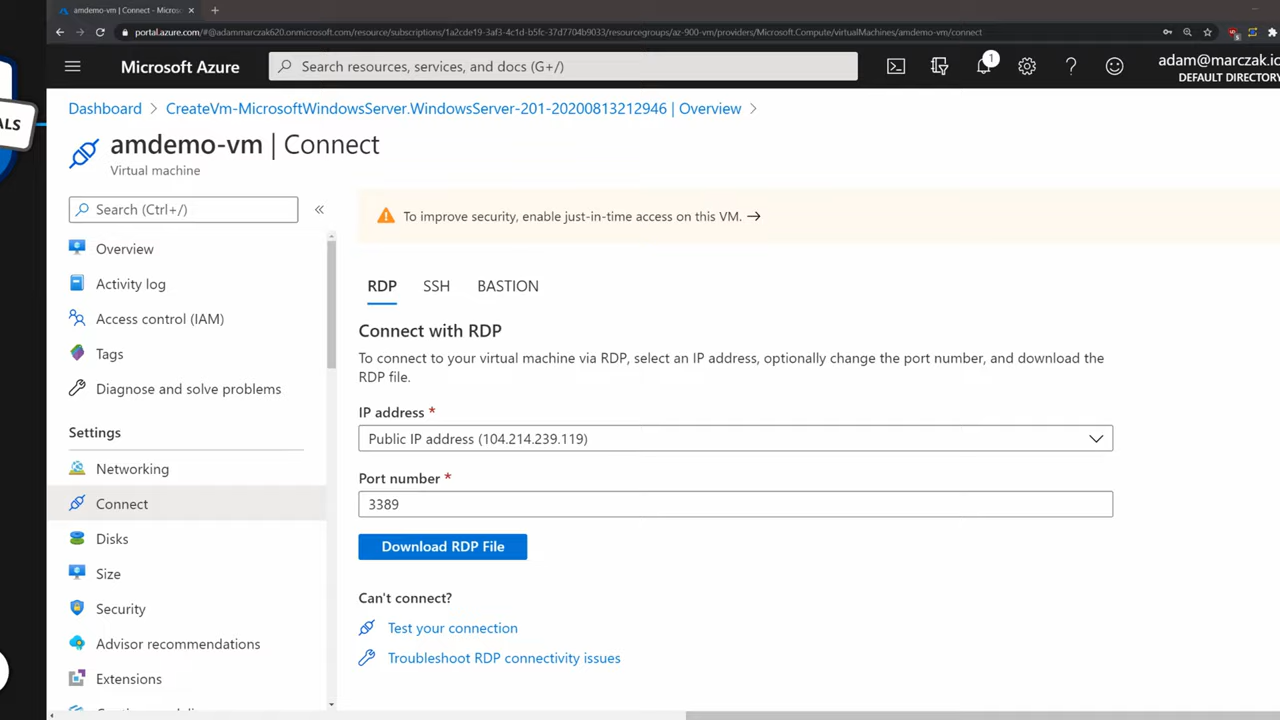 amdemo-vm | Connect - Microso
portal.azure.com/#@adammarczak620.onmicrosoft.com/resource/subscriptions/1a2cde19-3af3-4c1d-b5fc-37d7704b9033/resourcegroups/az-900-vm/providers/Microsoft.Compute/virtualMachines/amdemo-vm/connect
Microsoft Azure
Search resources, services, and docs (G+/)
1
adam@marczak.io
DEFAULT DIRECTORY
ALS
Dashboard > CreateVm-MicrosoftWindowsServer.WindowsServer-201-20200813212946 | Overview >
amdemo-vm | Connect
Virtual machine
Search (Ctrl+/)
Overview
Activity log
Access control (IAM)
Tags
Diagnose and solve problems
Settings
Networking
Connect
Disks
Size
Security
Advisor recommendations
Extensions
To improve security, enable just-in-time access on this VM. →
RDP SSH BASTION
Connect with RDP
To connect to your virtual machine via RDP, select an IP address, optionally change the port number, and download the
RDP file.
IP address *
Public IP address (104.214.239.119)
Port number *
3389
Download RDP File
Can't connect?
Test your connection
Troubleshoot RDP connectivity issues